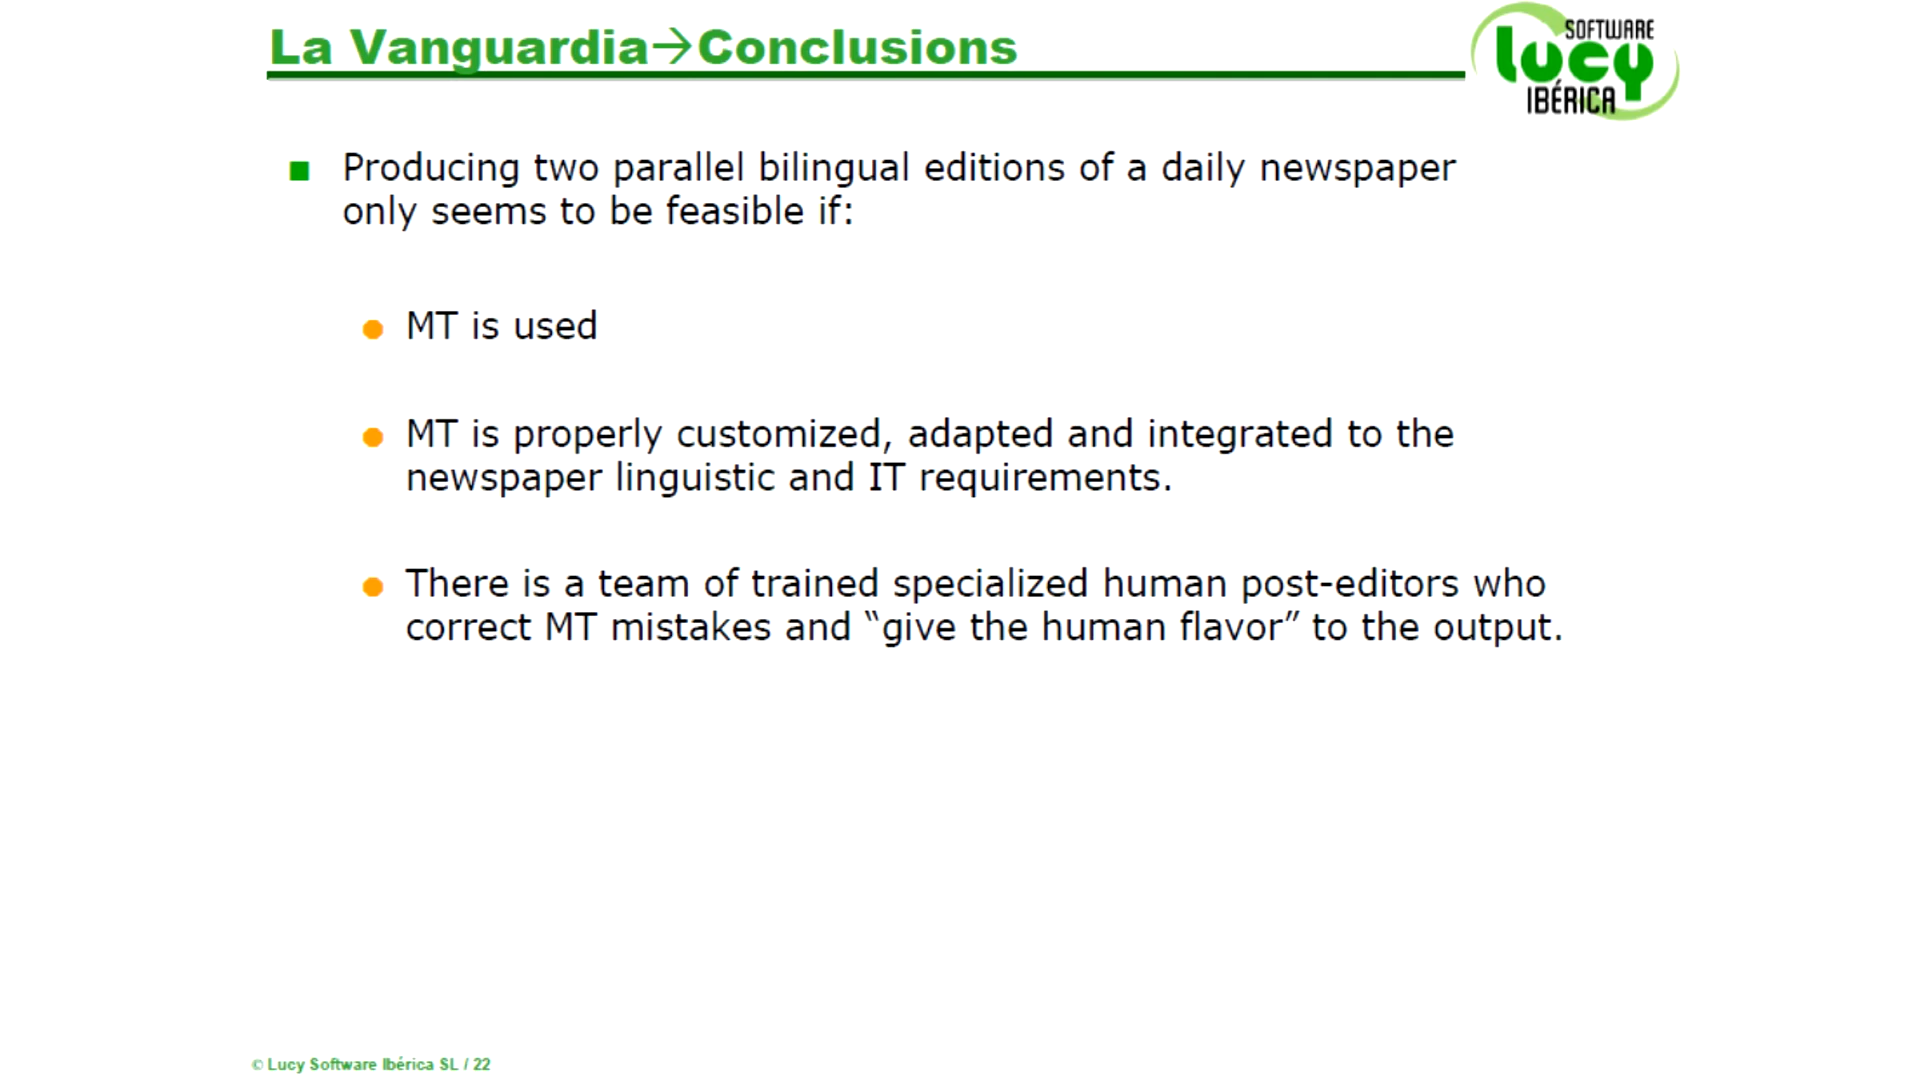 La Vanguardia→Conclusions
SOFTWARE
Lucy
IBÉRICA
■ Producing two parallel bilingual editions of a daily newspaper
only seems to be feasible if:
● MT is used
● MT is properly customized, adapted and integrated to the
newspaper linguistic and IT requirements.
● There is a team of trained specialized human post-editors who
correct MT mistakes and “give the human flavor” to the output.
© Lucy Software Ibérica SL / 22